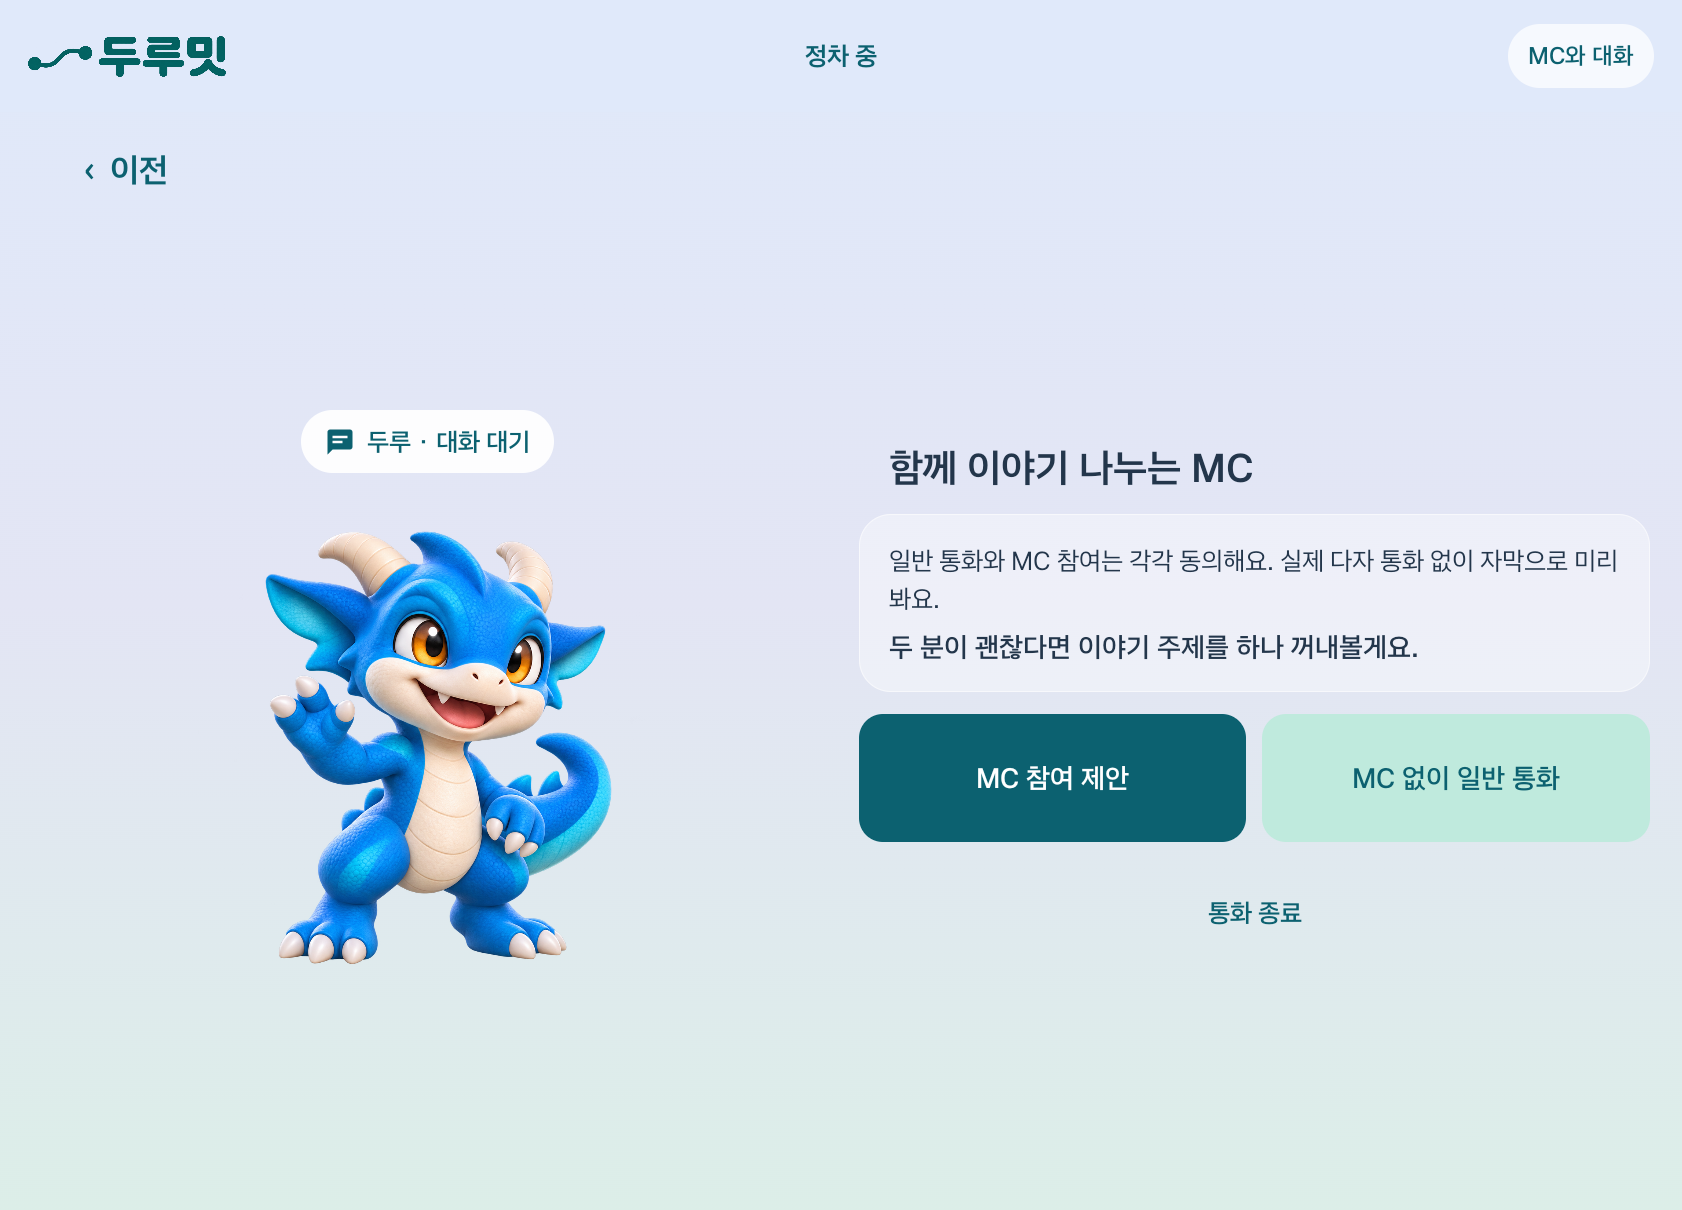 두루밋
정차 중
MC와 대화
‹ 이전
두루 · 대화 대기
함께 이야기 나누는 MC
일반 통화와 MC 참여는 각각 동의해요. 실제 다자 통화 없이 자막으로 미리
봐요.
두 분이 괜찮다면 이야기 주제를 하나 꺼내볼게요.
MC 참여 제안
MC 없이 일반 통화
통화 종료